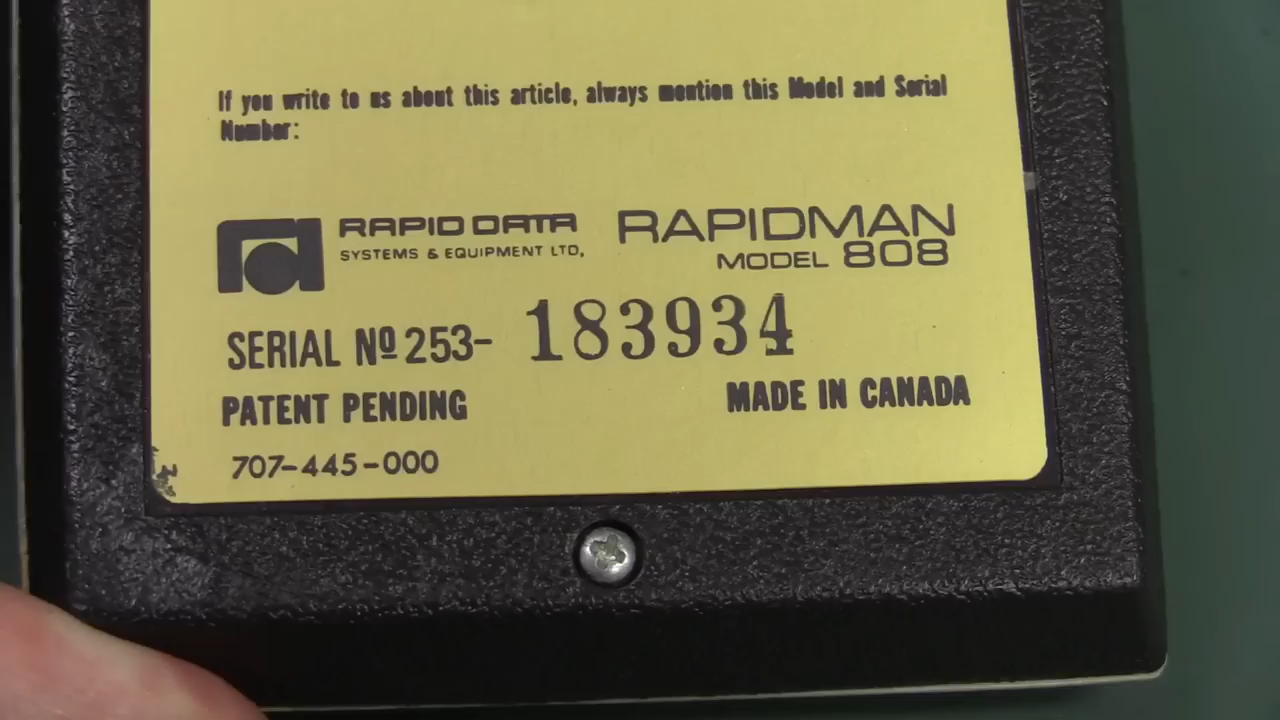 If you write to us about this article, always mention this Model and Serial
Number:
RAPID DATA
SYSTEMS & EQUIPMENT LTD,
RAPIDMAN
MODEL 808
SERIAL Nº 253- 183934
PATENT PENDING
MADE IN CANADA
707-445-000